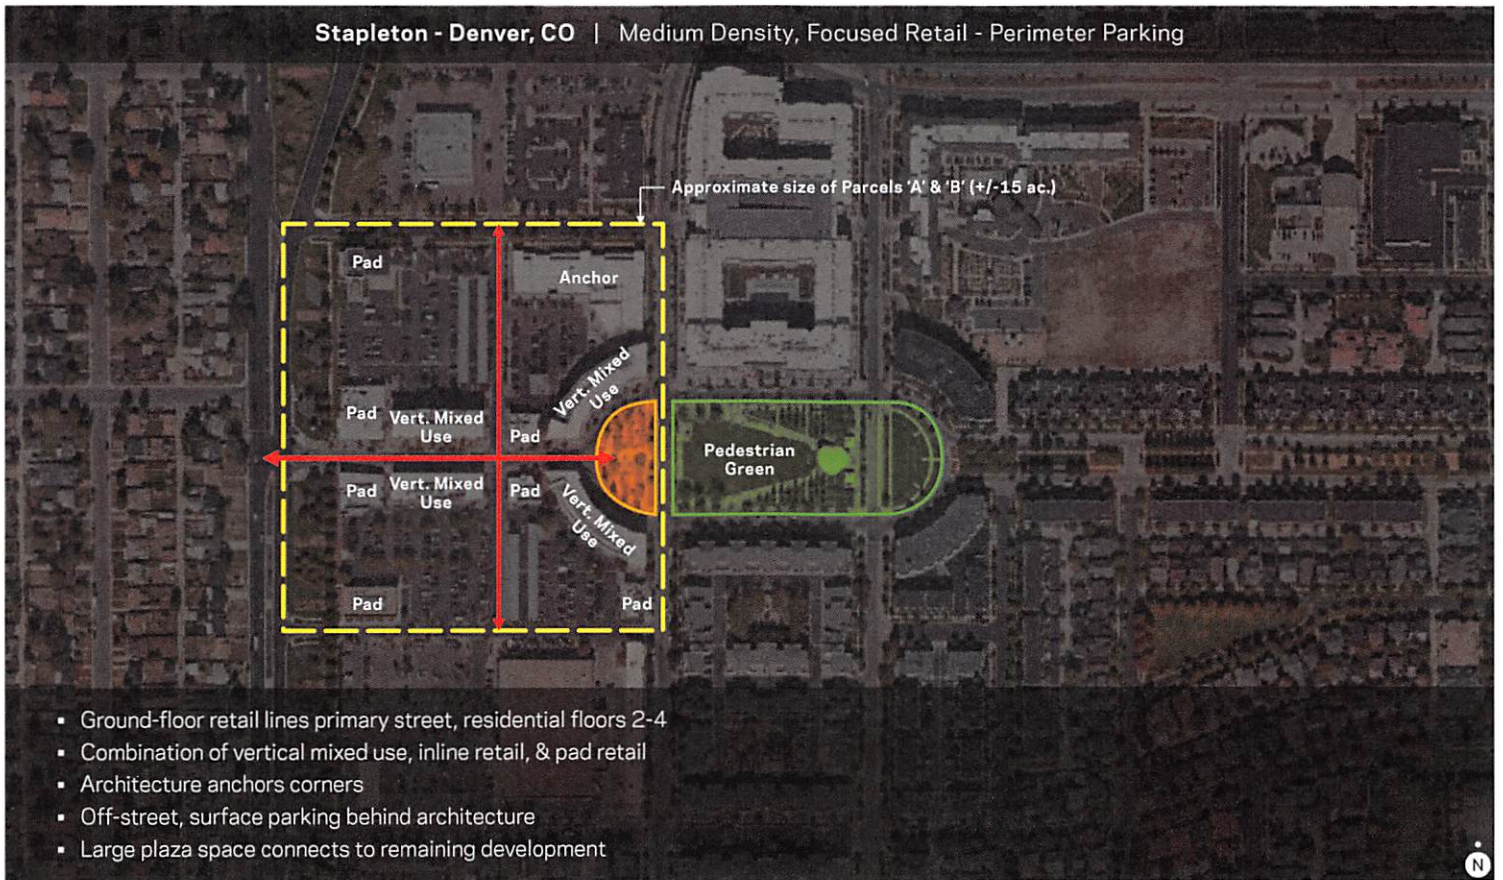 Stapleton - Denver, CO | Medium Density, Focused Retail - Perimeter Parking
Approximate size of Parcels 'A' & 'B' (+/-15 ac.)
Pad
Anchor
Vert. Mixed
Use
Pad
Vert. Mixed
Use
Pad
Pedestrian
Green
Pad
Vert. Mixed
Use
Pad
Vert. Mixed
Use
Pad
Pad
▪ Ground-floor retail lines primary street, residential floors 2-4
▪ Combination of vertical mixed use, inline retail, & pad retail
▪ Architecture anchors corners
▪ Off-street, surface parking behind architecture
▪ Large plaza space connects to remaining development
N